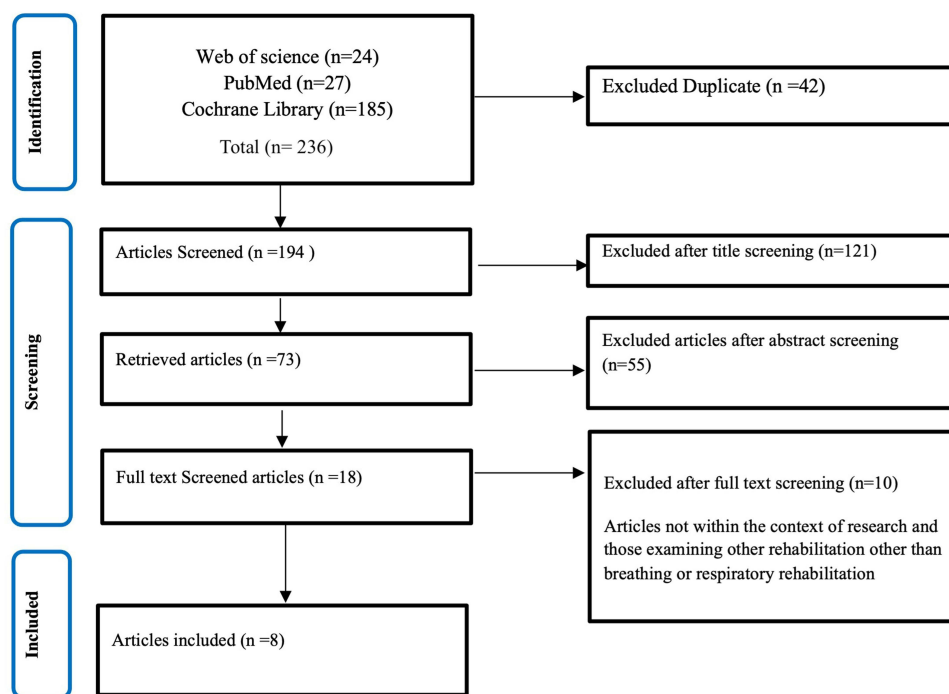 Identification
Web of science (n=24)
PubMed (n=27)
Cochrane Library (n=185)
Total (n= 236)
Excluded Duplicate (n =42)
Screening
Articles Screened (n =194 )
Excluded after title screening (n=121)
Retrieved articles (n =73)
Excluded articles after abstract screening
(n=55)
Full text Screened articles (n =18)
Excluded after full text screening (n=10)
Articles not within the context of research and
those examining other rehabilitation other than
breathing or respiratory rehabilitation
Included
Articles included (n =8)